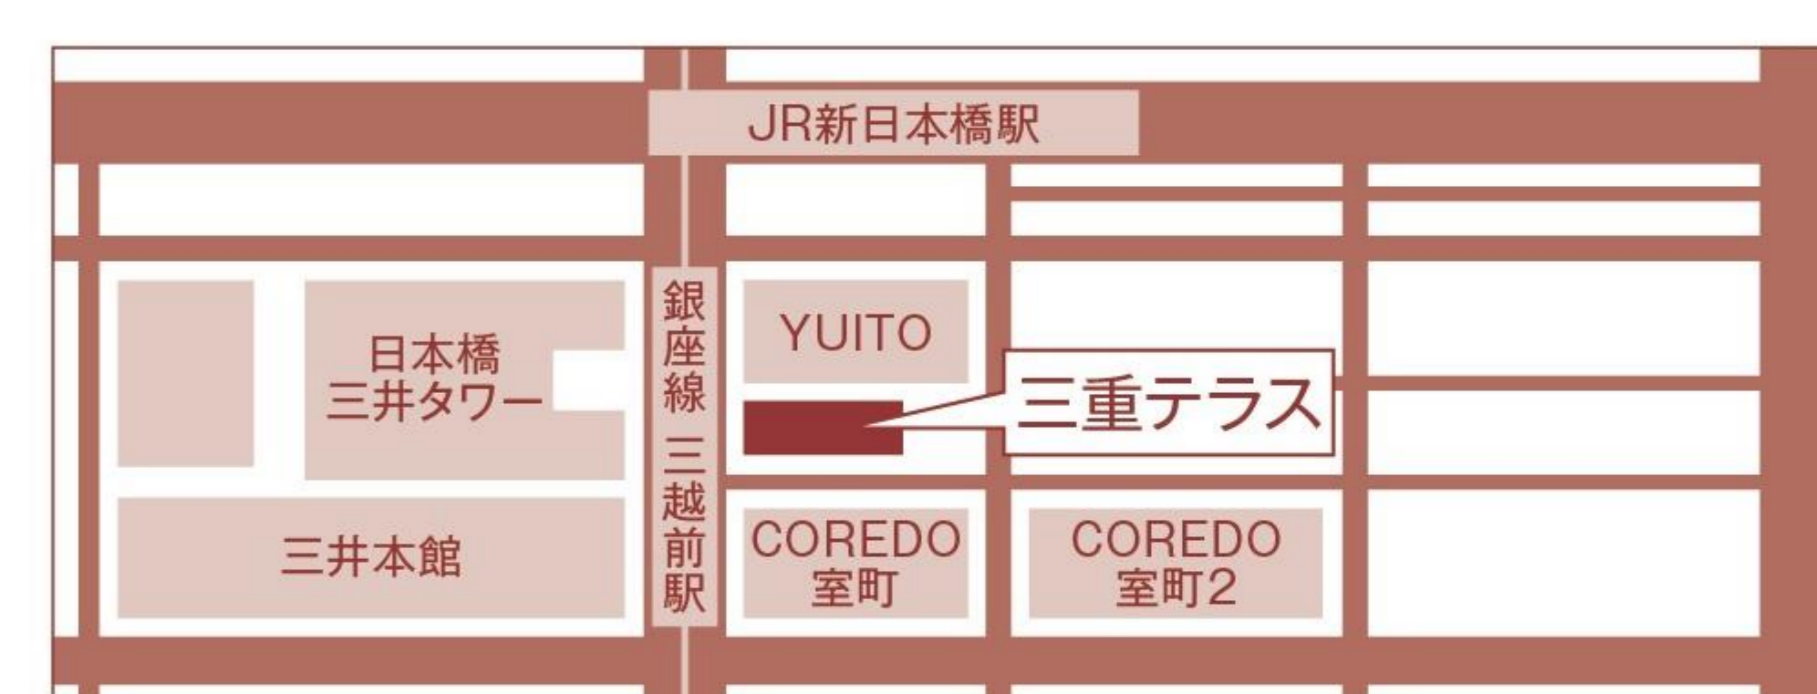 JR新日本橋駅
日本橋
三井タワー
三井本館
銀座線 三越前駅
YUITO
三重テラス
COREDO
室町
COREDO
室町2